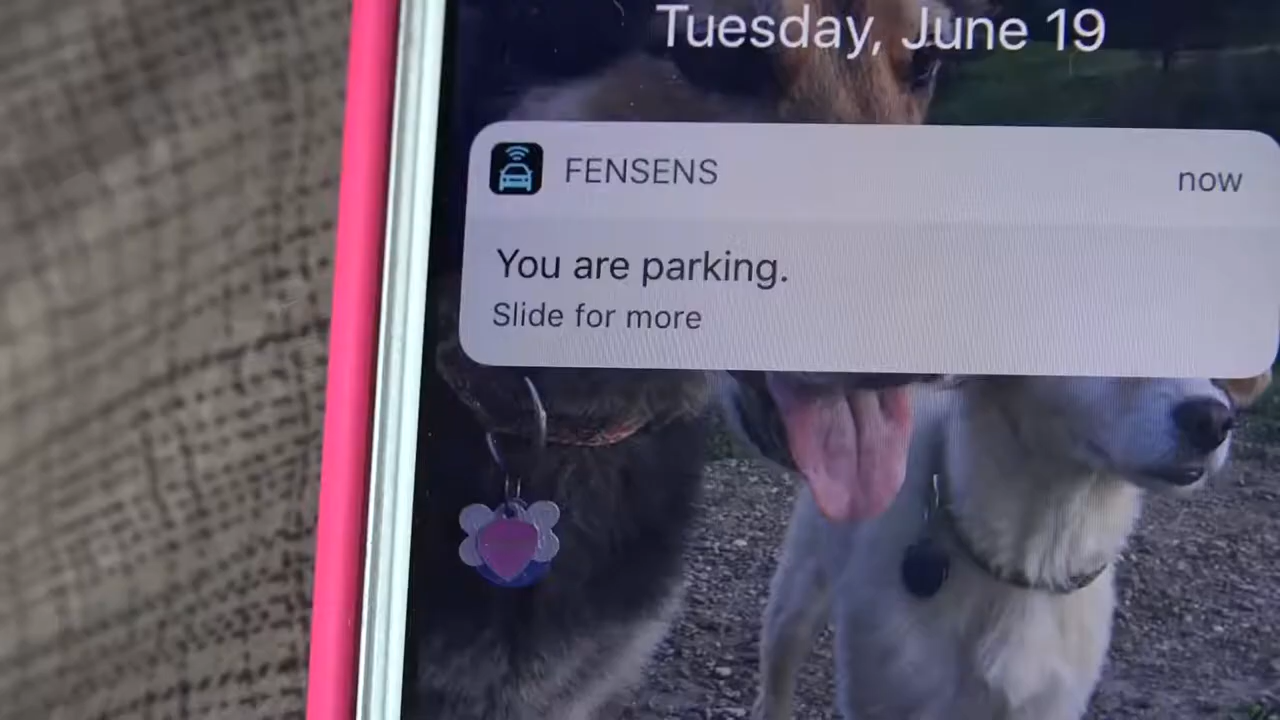 Tuesday, June 19
FENSENS
now
You are parking.
Slide for more